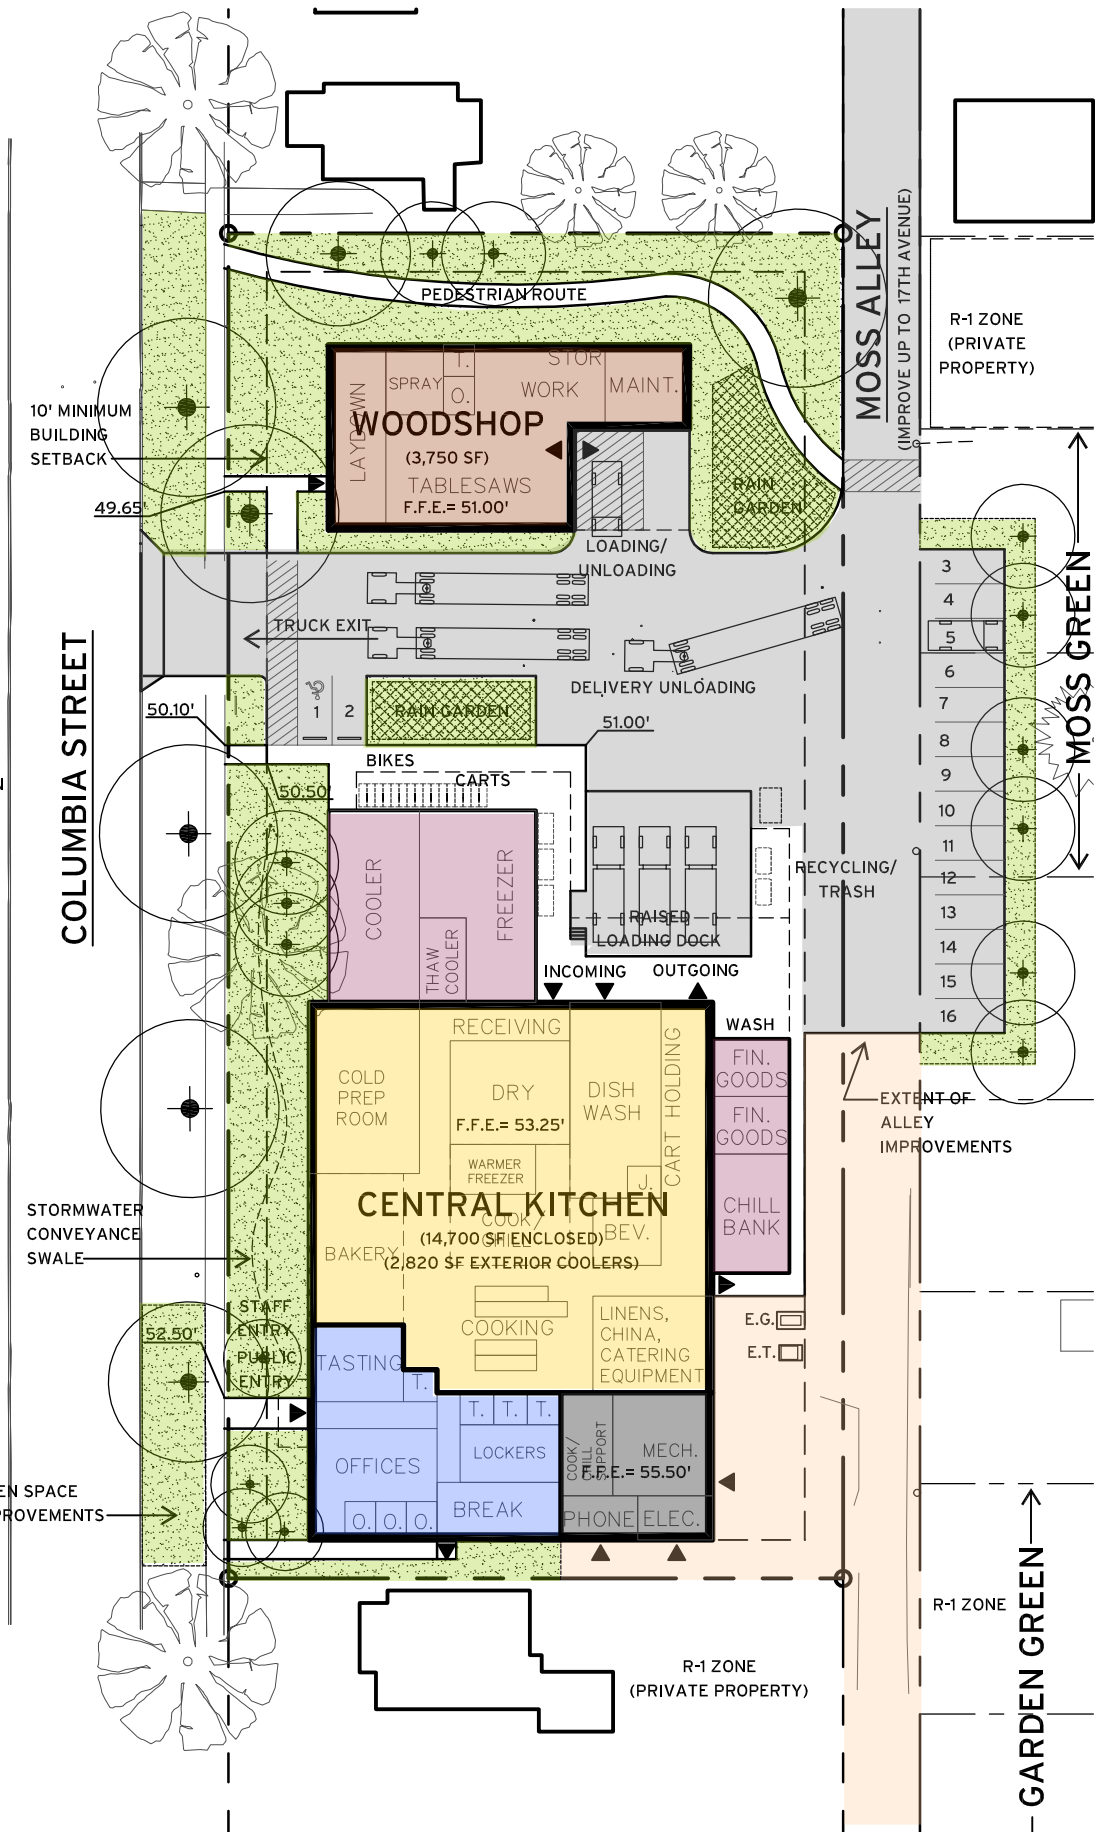 MOSS ALLEY
(IMPROVE UP TO 17TH AVENUE)
R-1 ZONE
(PRIVATE
PROPERTY)
PEDESTRIAN ROUTE
10' MINIMUM
BUILDING
SETBACK
49.65'
LAYDOWN
SPRAY
T.
O.
STOR
WORK
MAINT.
WOODSHOP
(3,750 SF)
TABLESAWS
F.F.E.= 51.00'
RAIN
GARDEN
LOADING/
UNLOADING
TRUCK EXIT
DELIVERY UNLOADING
COLUMBIA STREET
MOSS GREEN
3
4
5
6
7
8
9
10
11
12
13
14
15
16
1
2
RAIN GARDEN
50.10'
51.00'
BIKES
CARTS
50.50'
COOLER
FREEZER
THAW
COOLER
RECYCLING/
TRASH
RAISED
LOADING DOCK
INCOMING
OUTGOING
WASH
RECEIVING
COLD
PREP
ROOM
DRY
DISH
WASH
CART HOLDING
F.F.E.= 53.25'
WARMER
FREEZER
J.
FIN.
GOODS
FIN.
GOODS
CHILL
BANK
EXTENT OF
ALLEY
IMPROVEMENTS
CENTRAL KITCHEN
(14,700 SF ENCLOSED)
(2,820 SF EXTERIOR COOLERS)
COOK/
CHILL
BEV.
BAKERY
STORMWATER
CONVEYANCE
SWALE
STAFF
ENTRY
PUBLIC
ENTRY
52.50'
COOKING
LINENS,
CHINA,
CATERING
EQUIPMENT
E.G.
E.T.
TASTING
T.
T.
T.
T.
LOCKERS
OFFICES
BREAK
O.
O.
O.
COOK/
CHILL
SUPPORT
MECH.
F.F.E.= 55.50'
PHONE
ELEC.
EN SPACE
ROVEMENTS
R-1 ZONE
GARDEN GREEN
R-1 ZONE
(PRIVATE PROPERTY)